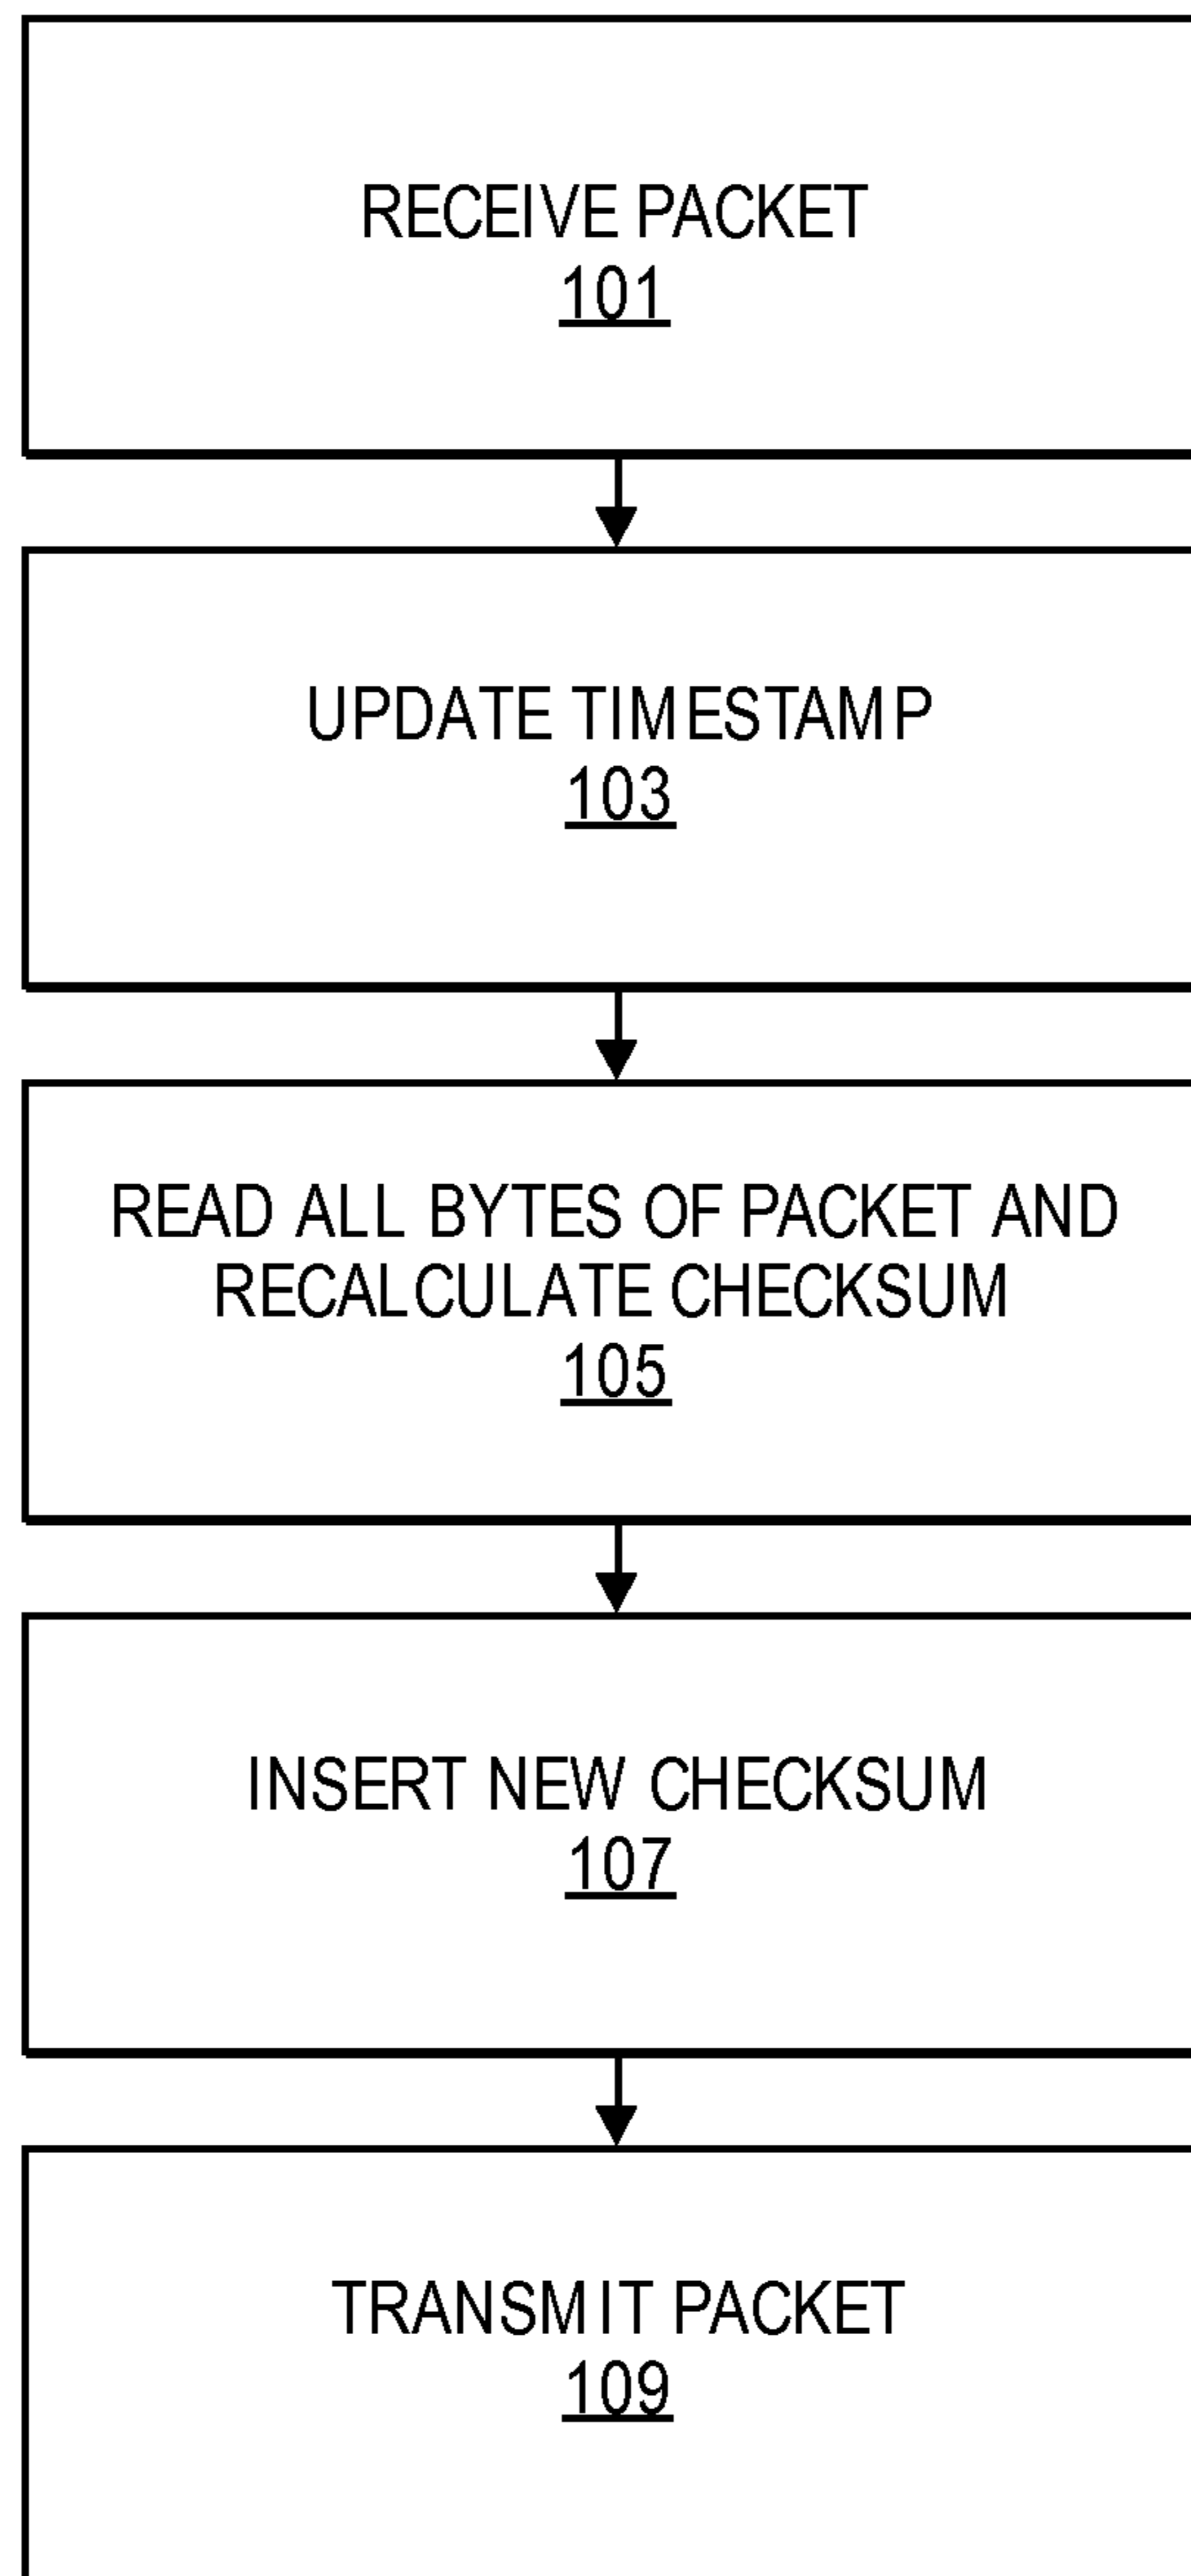 RECEIVE PACKET
101
UPDATE TIMESTAMP
103
READ ALL BYTES OF PACKET AND
RECALCULATE CHECKSUM
105
INSERT NEW CHECKSUM
107
TRANSMIT PACKET
109